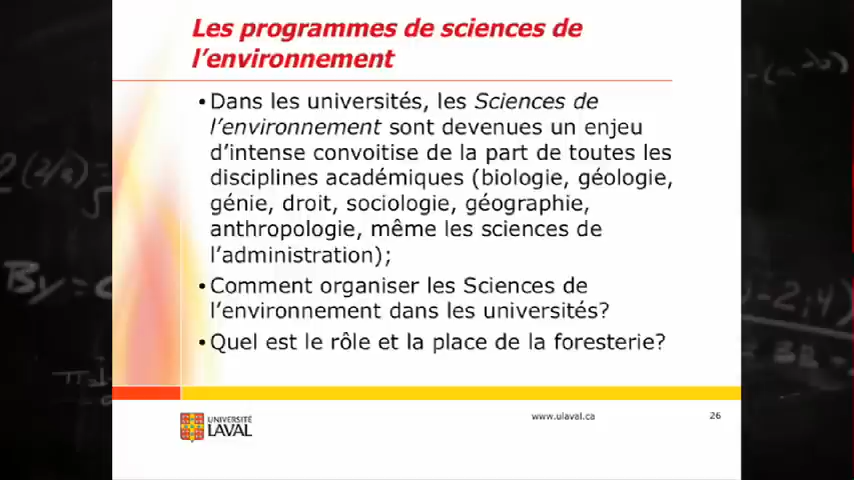 Les programmes de sciences de
l'environnement
• Dans les universités, les Sciences de
l'environnement sont devenues un enjeu
d'intense convoitise de la part de toutes les
disciplines académiques (biologie, géologie,
génie, droit, sociologie, géographie,
anthropologie, même les sciences de
l'administration);
• Comment organiser les Sciences de
l'environnement dans les universités?
• Quel est le rôle et la place de la foresterie?
UNIVERSITÉ
LAVAL
www.ulaval.ca
26
By=